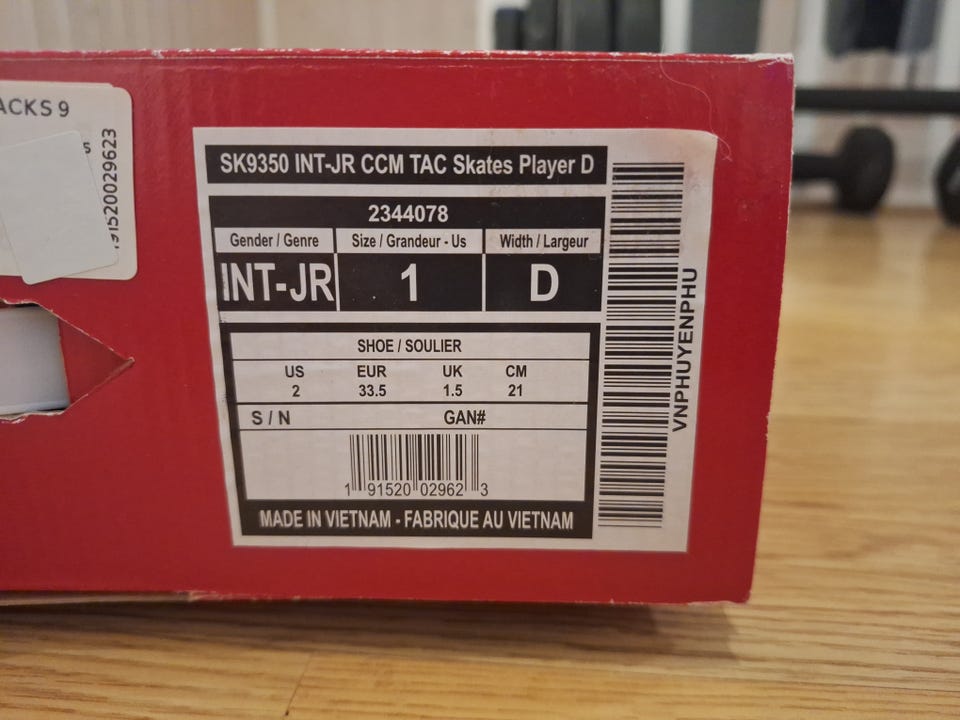 ACKS 9
5
91520029623
SK9350 INT-JR CCM TAC Skates Player D
2344078
Gender / Genre Size / Grandeur - Us Width / Largeur
INT-JR 1 D
SHOE / SOULIER
US EUR UK CM
2 33.5 1.5 21
S / N GAN#
1 91520 02962 3
MADE IN VIETNAM - FABRIQUE AU VIETNAM
VNPHUYENPHU